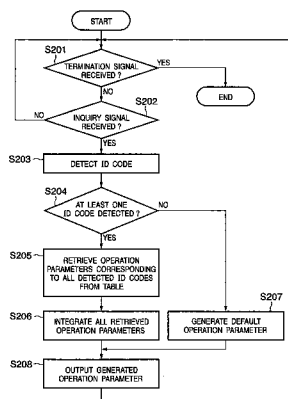 START
S201
TERMINATION SIGNAL
RECEIVED ?
YES
NO
END
S202
INQUIRY SIGNAL
RECEIVED ?
NO
YES
S203
DETECT ID CODE
S204
AT LEAST ONE
ID CODE DETECTED ?
NO
YES
S205
RETRIEVE OPERATION
PARAMETERS CORRESPONDING
TO ALL DETECTED ID CODES
FROM TABLE
S207
S206
INTEGRATE ALL RETRIEVED
OPERATION PARAMETERS
GENERATE DEFAULT
OPERATION PARAMETER
S208
OUTPUT GENERATED
OPERATION PARAMETER